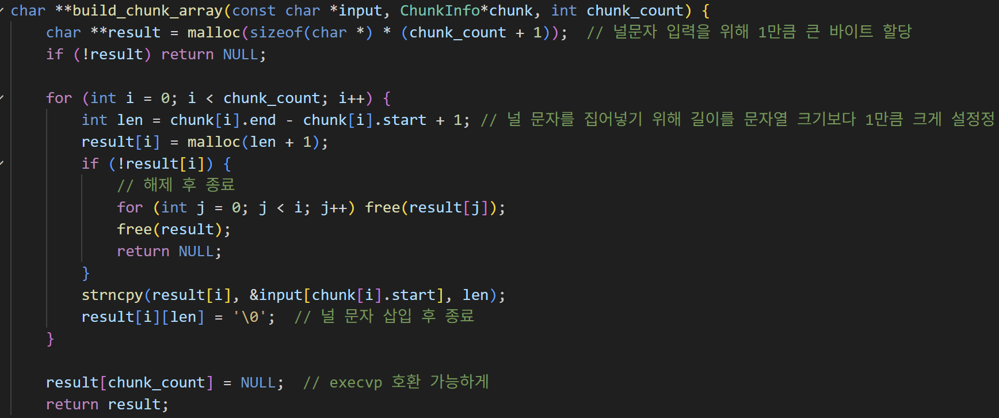 char **build_chunk_array(const char *input, ChunkInfo*chunk, int chunk_count) {
    char **result = malloc(sizeof(char *) * (chunk_count + 1));  // 널문자 입력을 위해 1만큼 큰 바이트 할당
    if (!result) return NULL;

    for (int i = 0; i < chunk_count; i++) {
        int len = chunk[i].end - chunk[i].start + 1; // 널 문자를 집어넣기 위해 길이를 문자열 크기보다 1만큼 크게 설정정
        result[i] = malloc(len + 1);
        if (!result[i]) {
            // 해제 후 종료
            for (int j = 0; j < i; j++) free(result[j]);
            free(result);
            return NULL;
        }
        strncpy(result[i], &input[chunk[i].start], len);
        result[i][len] = '\0';  // 널 문자 삽입 후 종료
    }

    result[chunk_count] = NULL;  // execvp 호환 가능하게
    return result;